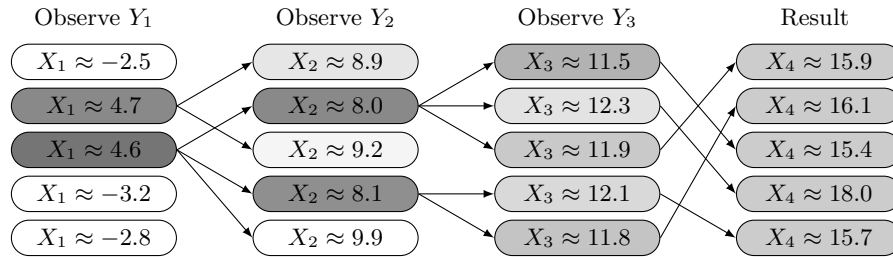 Observe Y₁ Observe Y₂ Observe Y₃ Result
X₁ ≈ −2.5 X₂ ≈ 8.9 X₃ ≈ 11.5 X₄ ≈ 15.9
X₁ ≈ 4.7 X₂ ≈ 8.0 X₃ ≈ 12.3 X₄ ≈ 16.1
X₁ ≈ 4.6 X₂ ≈ 9.2 X₃ ≈ 11.9 X₄ ≈ 15.4
X₁ ≈ −3.2 X₂ ≈ 8.1 X₃ ≈ 12.1 X₄ ≈ 18.0
X₁ ≈ −2.8 X₂ ≈ 9.9 X₃ ≈ 11.8 X₄ ≈ 15.7